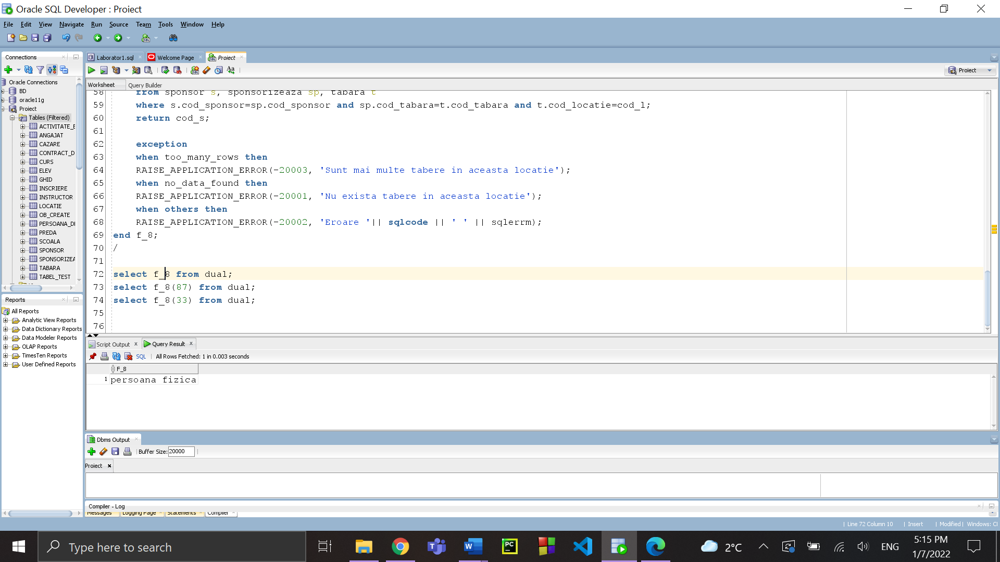 Oracle SQL Developer : Proiect
File Edit View Navigate Run Source Team Tools Window Help
Connections
Laborator1.sql
Welcome Page
Proiect
Proiect
Worksheet Query Builder
Oracle Connections
BD
oracle11g
Proiect
Tables (Filtered)
ACTIVITATE_E
ANGAJAT
CAZARE
CONTRACT_D
CURS
ELEV
GHID
INSCRIERE
INSTRUCTOR
LOCATIE
OB_CREATE
PERSOANA_DI
PREDA
SCOALA
SPONSOR
SPONSORIZEA
TABARA
TABEL_TEST
58 from sponsor s, sponsorizeaza sp, tabara t
59 where s.cod_sponsor=sp.cod_sponsor and sp.cod_tabara=t.cod_tabara and t.cod_locatie=cod_l;
60 return cod_s;
61
62 exception
63 when too_many_rows then
64 RAISE_APPLICATION_ERROR(-20003, 'Sunt mai multe tabere in aceasta locatie');
65 when no_data_found then
66 RAISE_APPLICATION_ERROR(-20001, 'Nu exista tabere in aceasta locatie');
67 when others then
68 RAISE_APPLICATION_ERROR(-20002, 'Eroare '|| sqlcode || ' ' || sqlerrm);
69 end f_8;
70 /
71
72 select f_8 from dual;
73 select f_8(87) from dual;
74 select f_8(33) from dual;
75
76
Reports
All Reports
Analytic View Reports
Data Dictionary Reports
Data Modeler Reports
OLAP Reports
TimesTen Reports
User Defined Reports
Script Output x Query Result x
SQL | All Rows Fetched: 1 in 0.003 seconds
F_8
1 persoana fizica
Dbms Output
Buffer Size: 20000
Proiect x
Compiler - Log
Messages Logging Page Statements Compiler
Line 72 Column 10 | Insert | Modified | Windows: Cl
Type here to search
W
PC
2°C
ENG
5:15 PM
1/7/2022